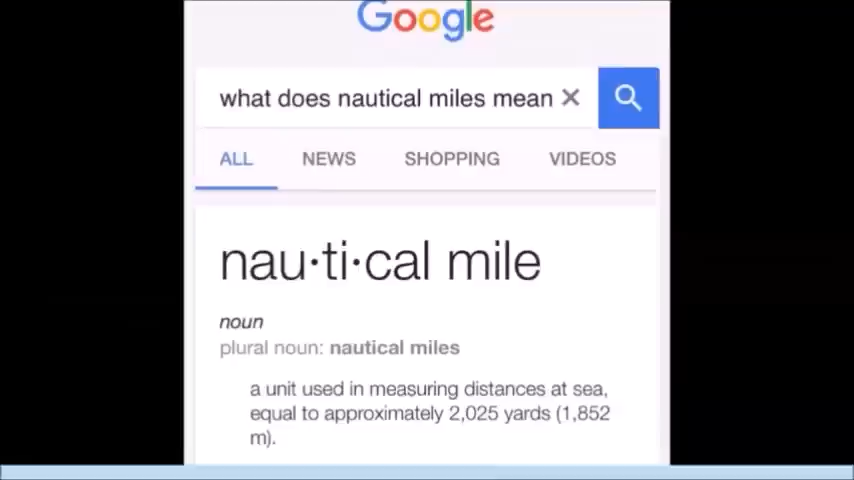 Google
what does nautical miles mean ×
ALL NEWS SHOPPING VIDEOS
nau·ti·cal mile
noun
plural noun: nautical miles
a unit used in measuring distances at sea,
equal to approximately 2,025 yards (1,852
m).